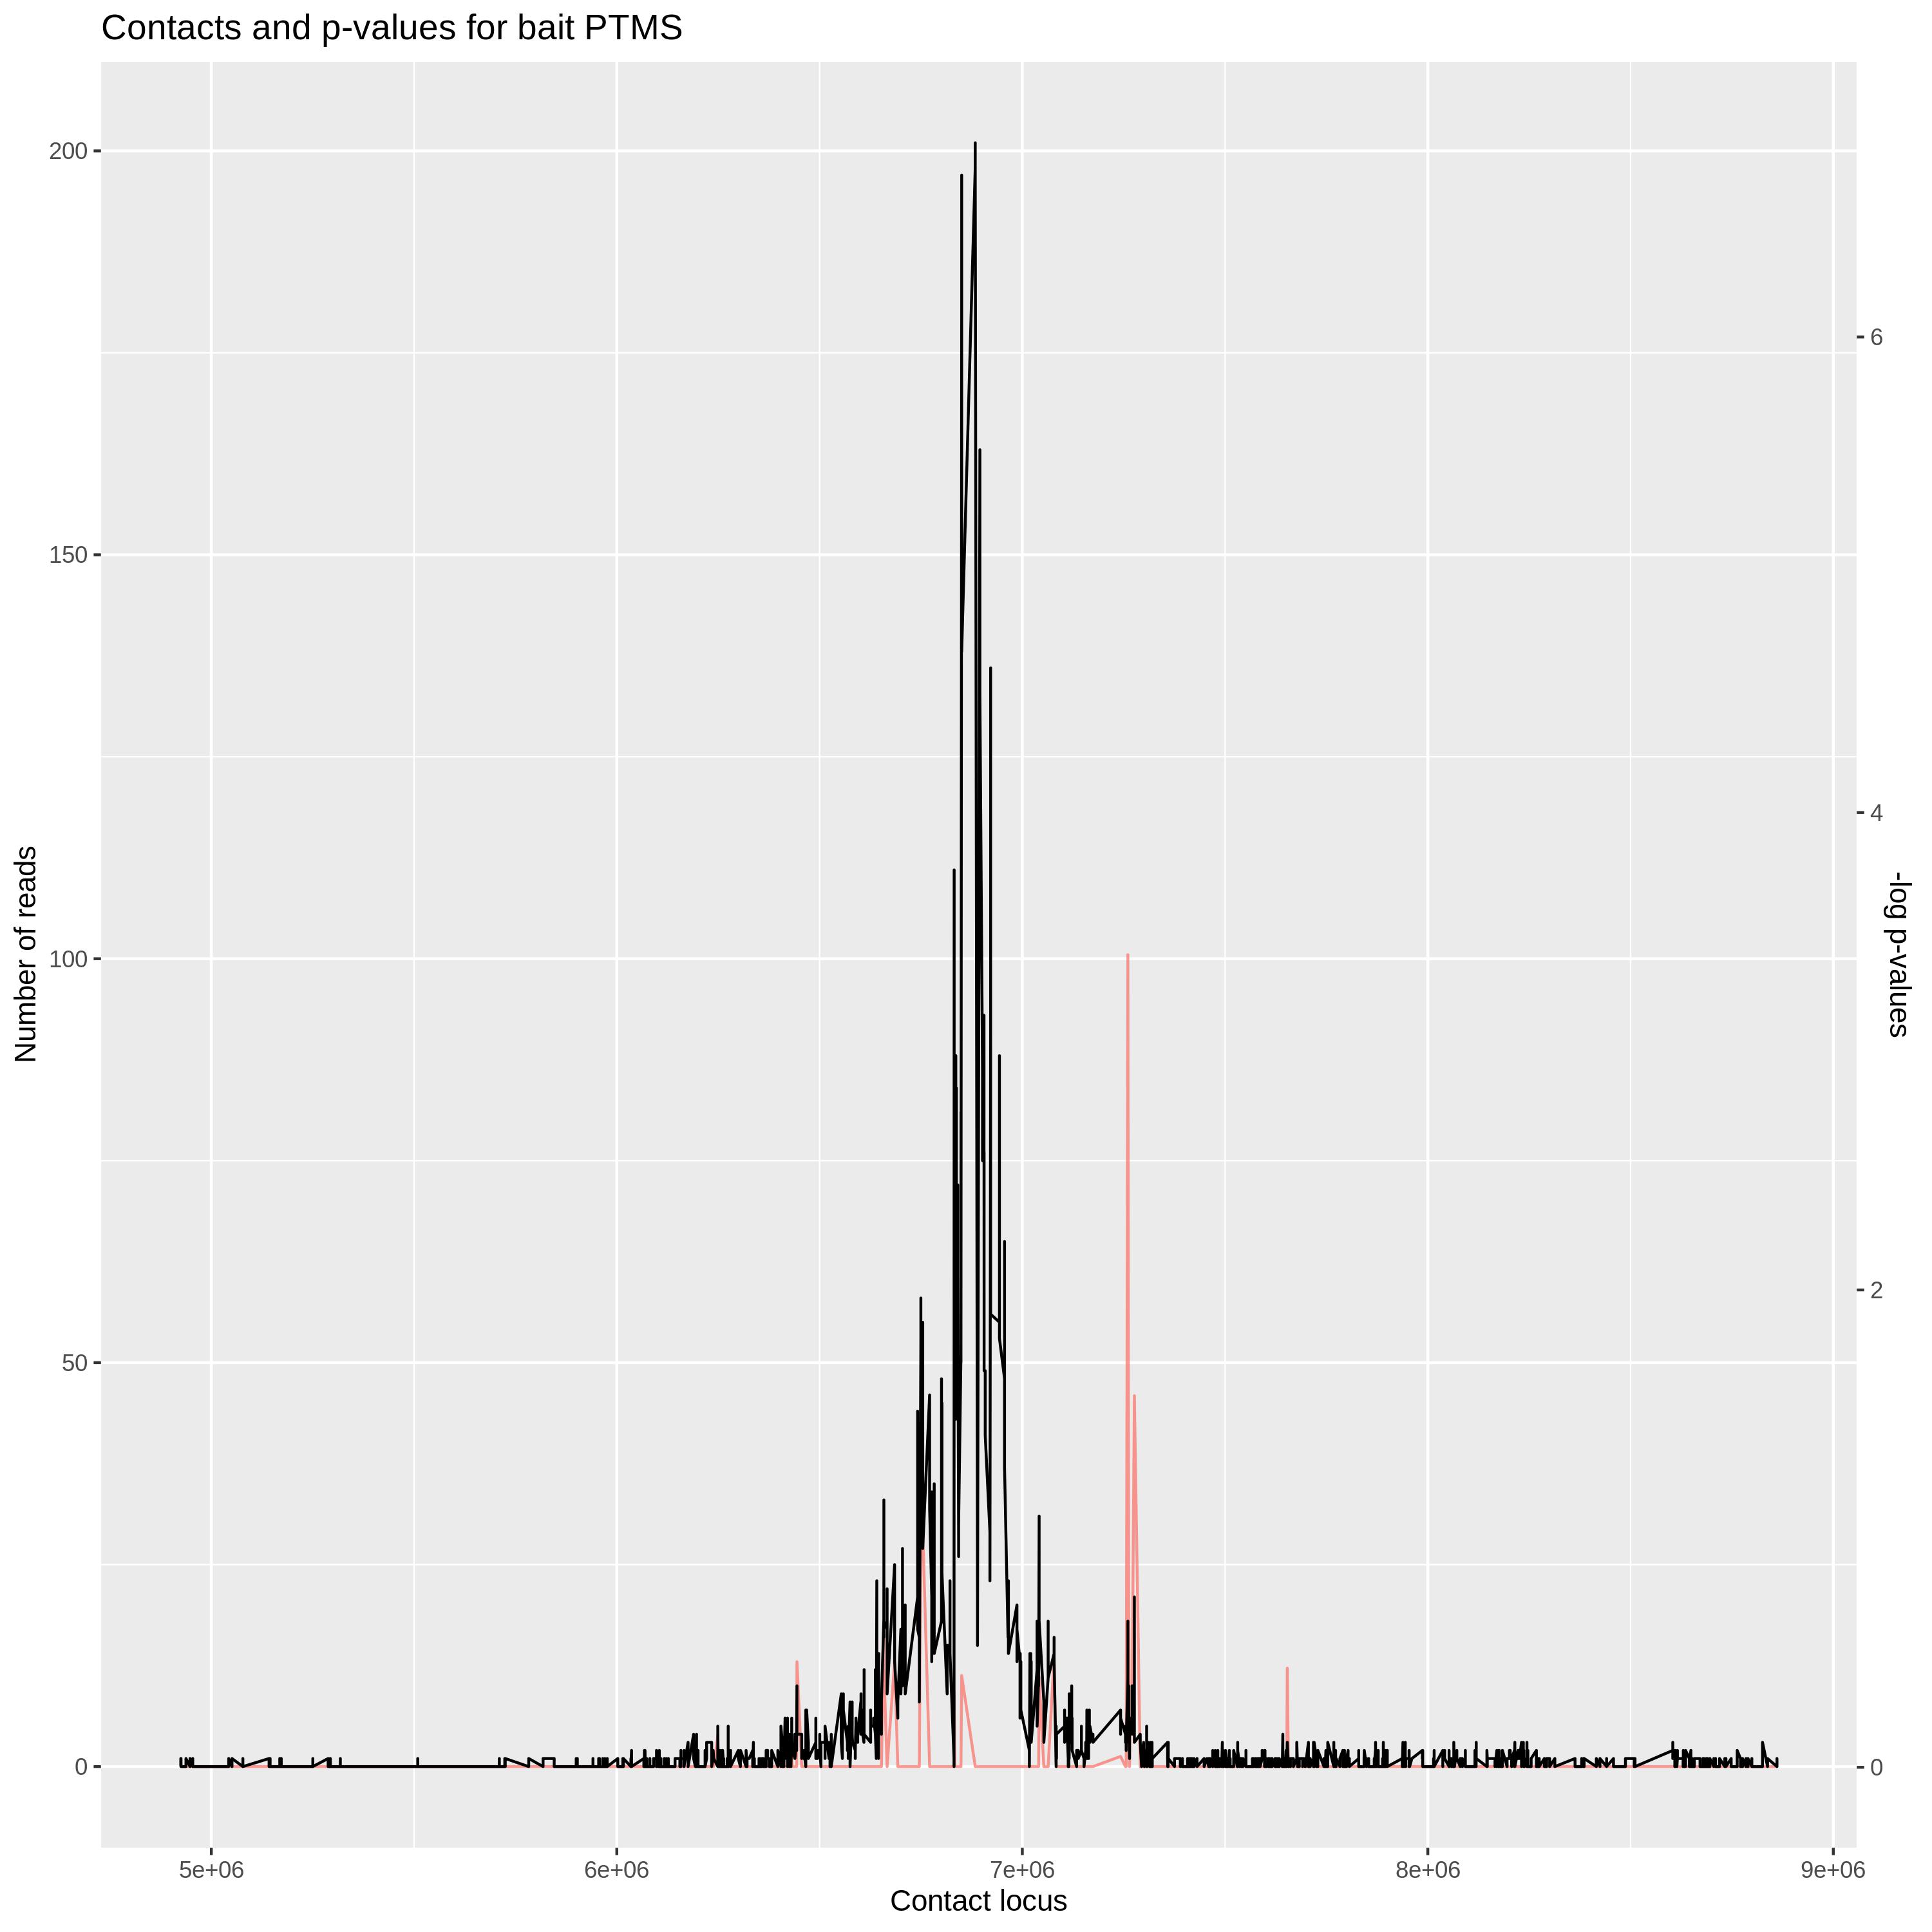 Contacts and p-values for bait PTMS
200
150
100
50
0
Number of reads
6
4
2
0
-log p-values
5e+06
6e+06
7e+06
8e+06
9e+06
Contact locus